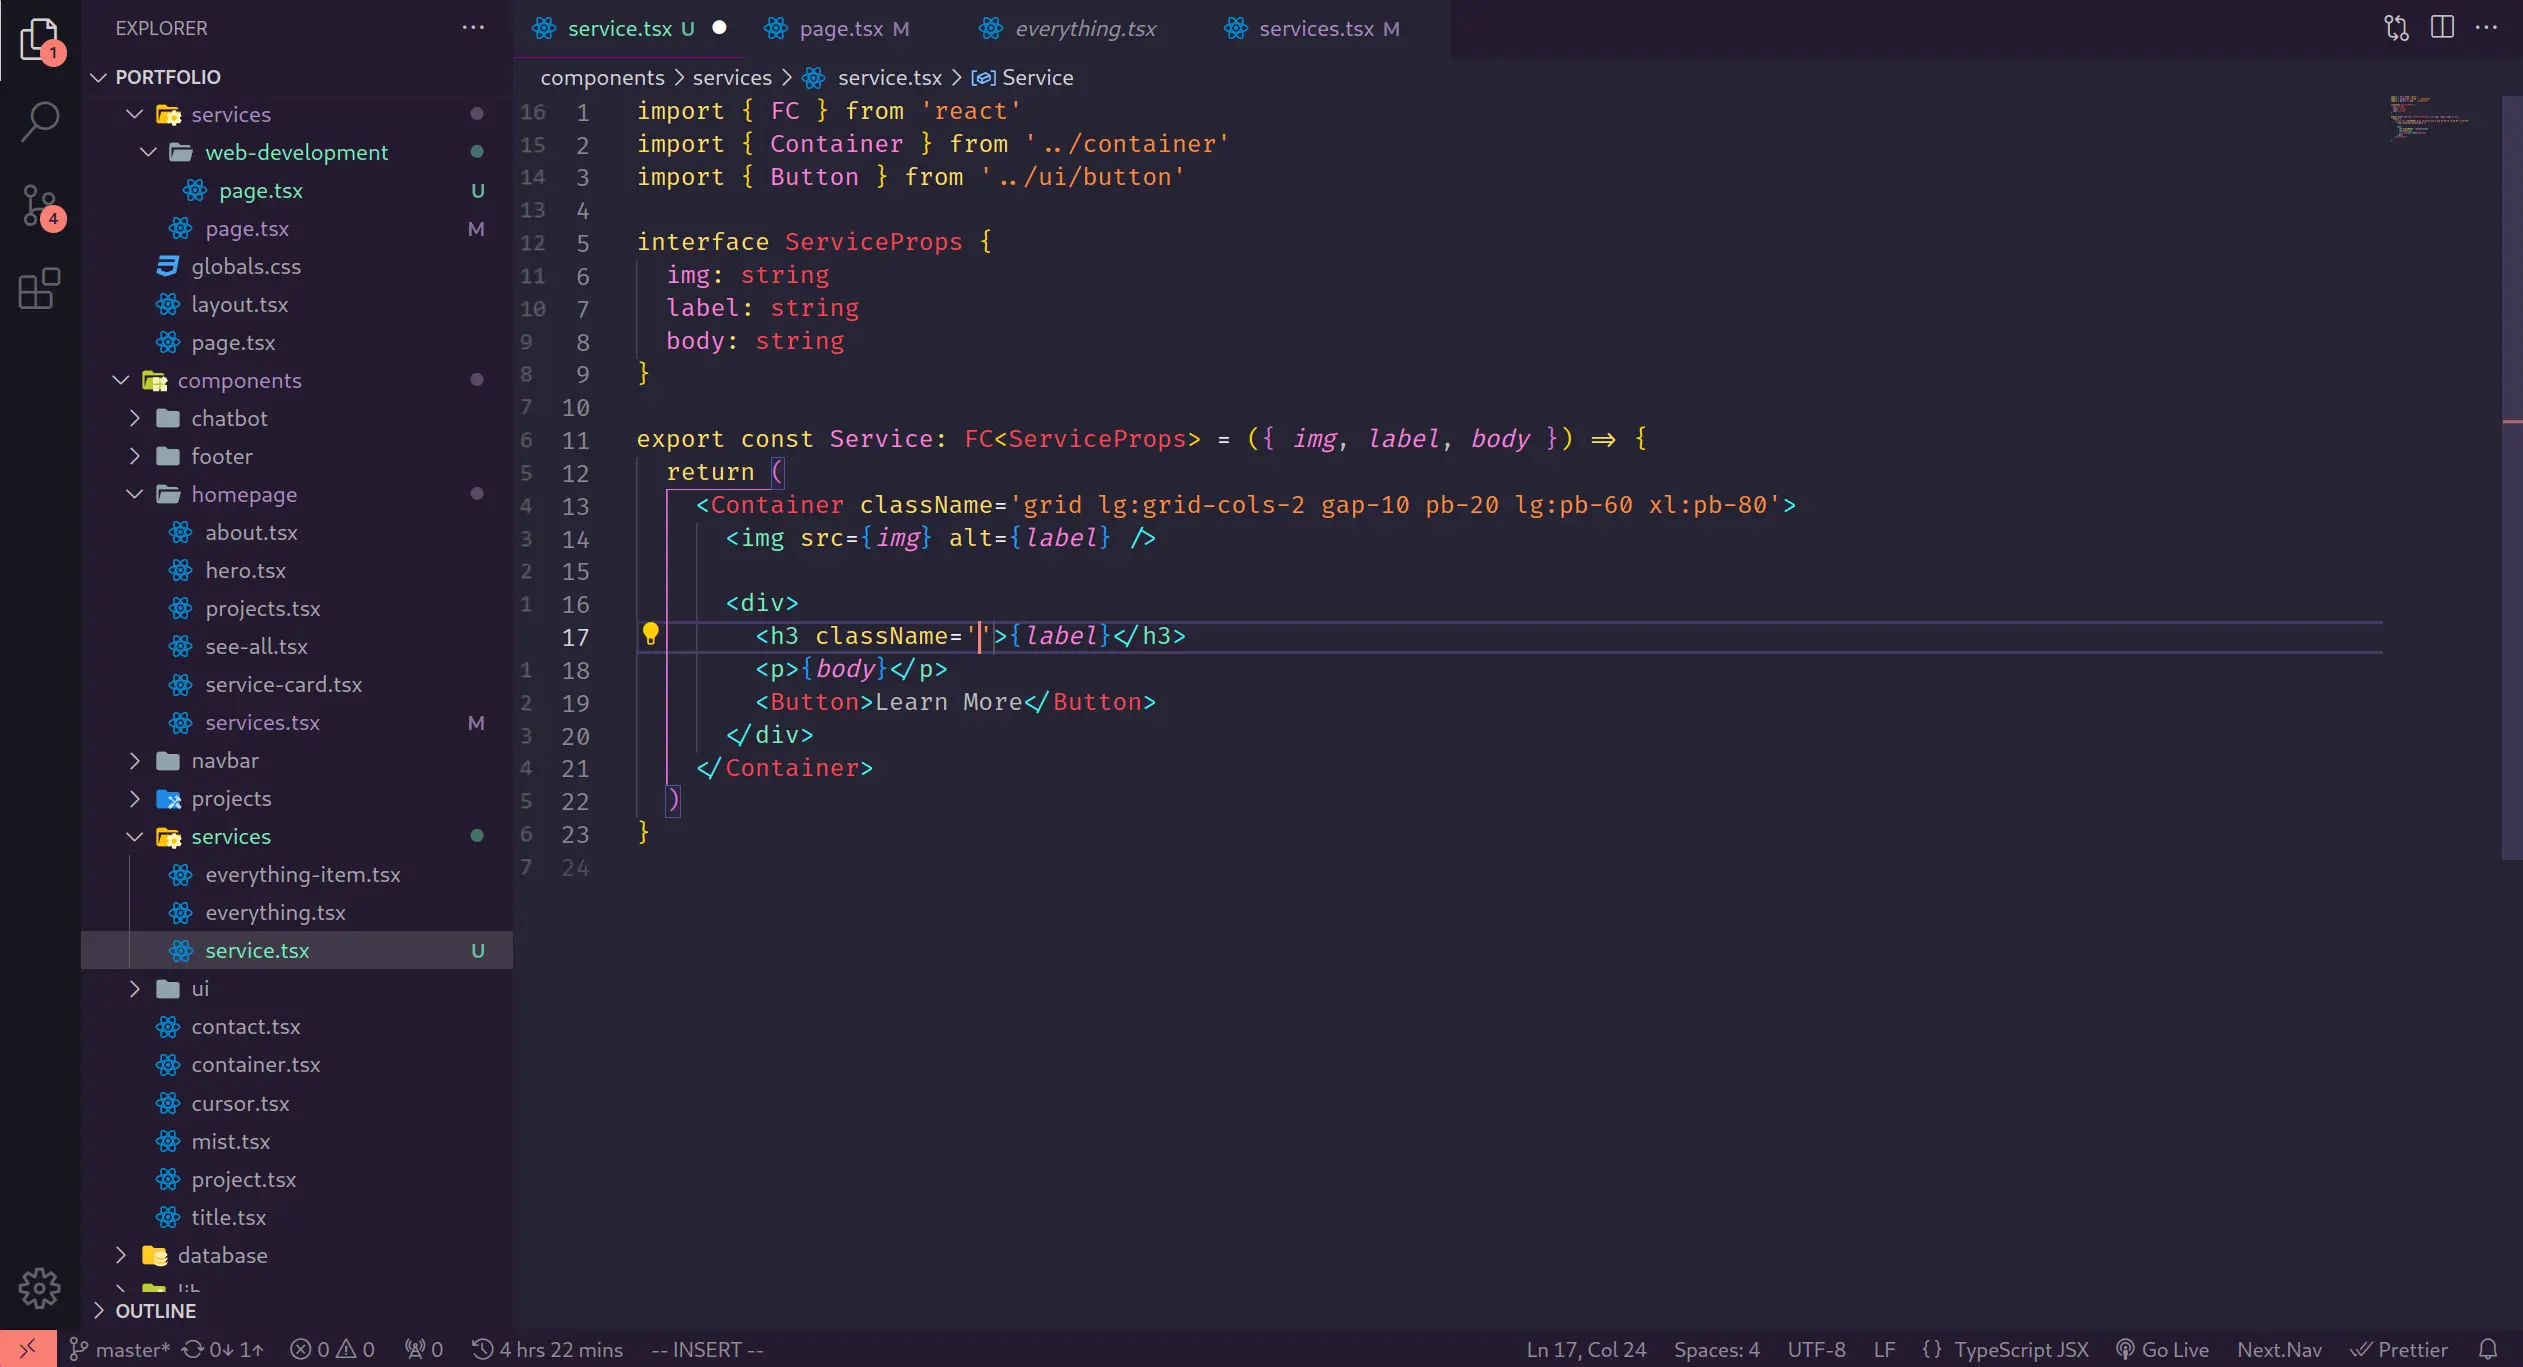 EXPLORER
PORTFOLIO
services
web-development
page.tsx U
page.tsx M
globals.css
layout.tsx
page.tsx
components
chatbot
footer
homepage
about.tsx
hero.tsx
projects.tsx
see-all.tsx
service-card.tsx
services.tsx M
navbar
projects
services
everything-item.tsx
everything.tsx
service.tsx U
ui
contact.tsx
container.tsx
cursor.tsx
mist.tsx
project.tsx
title.tsx
database
lib
OUTLINE
1
4
service.tsx U page.tsx M everything.tsx services.tsx M
components > services > service.tsx > Service
16 1 import { FC } from 'react'
15 2 import { Container } from '../container'
14 3 import { Button } from '../ui/button'
13 4
12 5 interface ServiceProps {
11 6 img: string
10 7 label: string
9 8 body: string
8 9 }
7 10
6 11 export const Service: FC<ServiceProps> = ({ img, label, body }) => {
5 12 return (
4 13 <Container className='grid lg:grid-cols-2 gap-10 pb-20 lg:pb-60 xl:pb-80'>
3 14 <img src={img} alt={label} />
2 15
1 16 <div>
17 <h3 className=''>{label}</h3>
1 18 <p>{body}</p>
2 19 <Button>Learn More</Button>
3 20 </div>
4 21 </Container>
5 22 )
6 23 }
7 24
master* 0↓ 1↑ 0 0 0 4 hrs 22 mins -- INSERT -- Ln 17, Col 24 Spaces: 4 UTF-8 LF {} TypeScript JSX Go Live Next.Nav Prettier